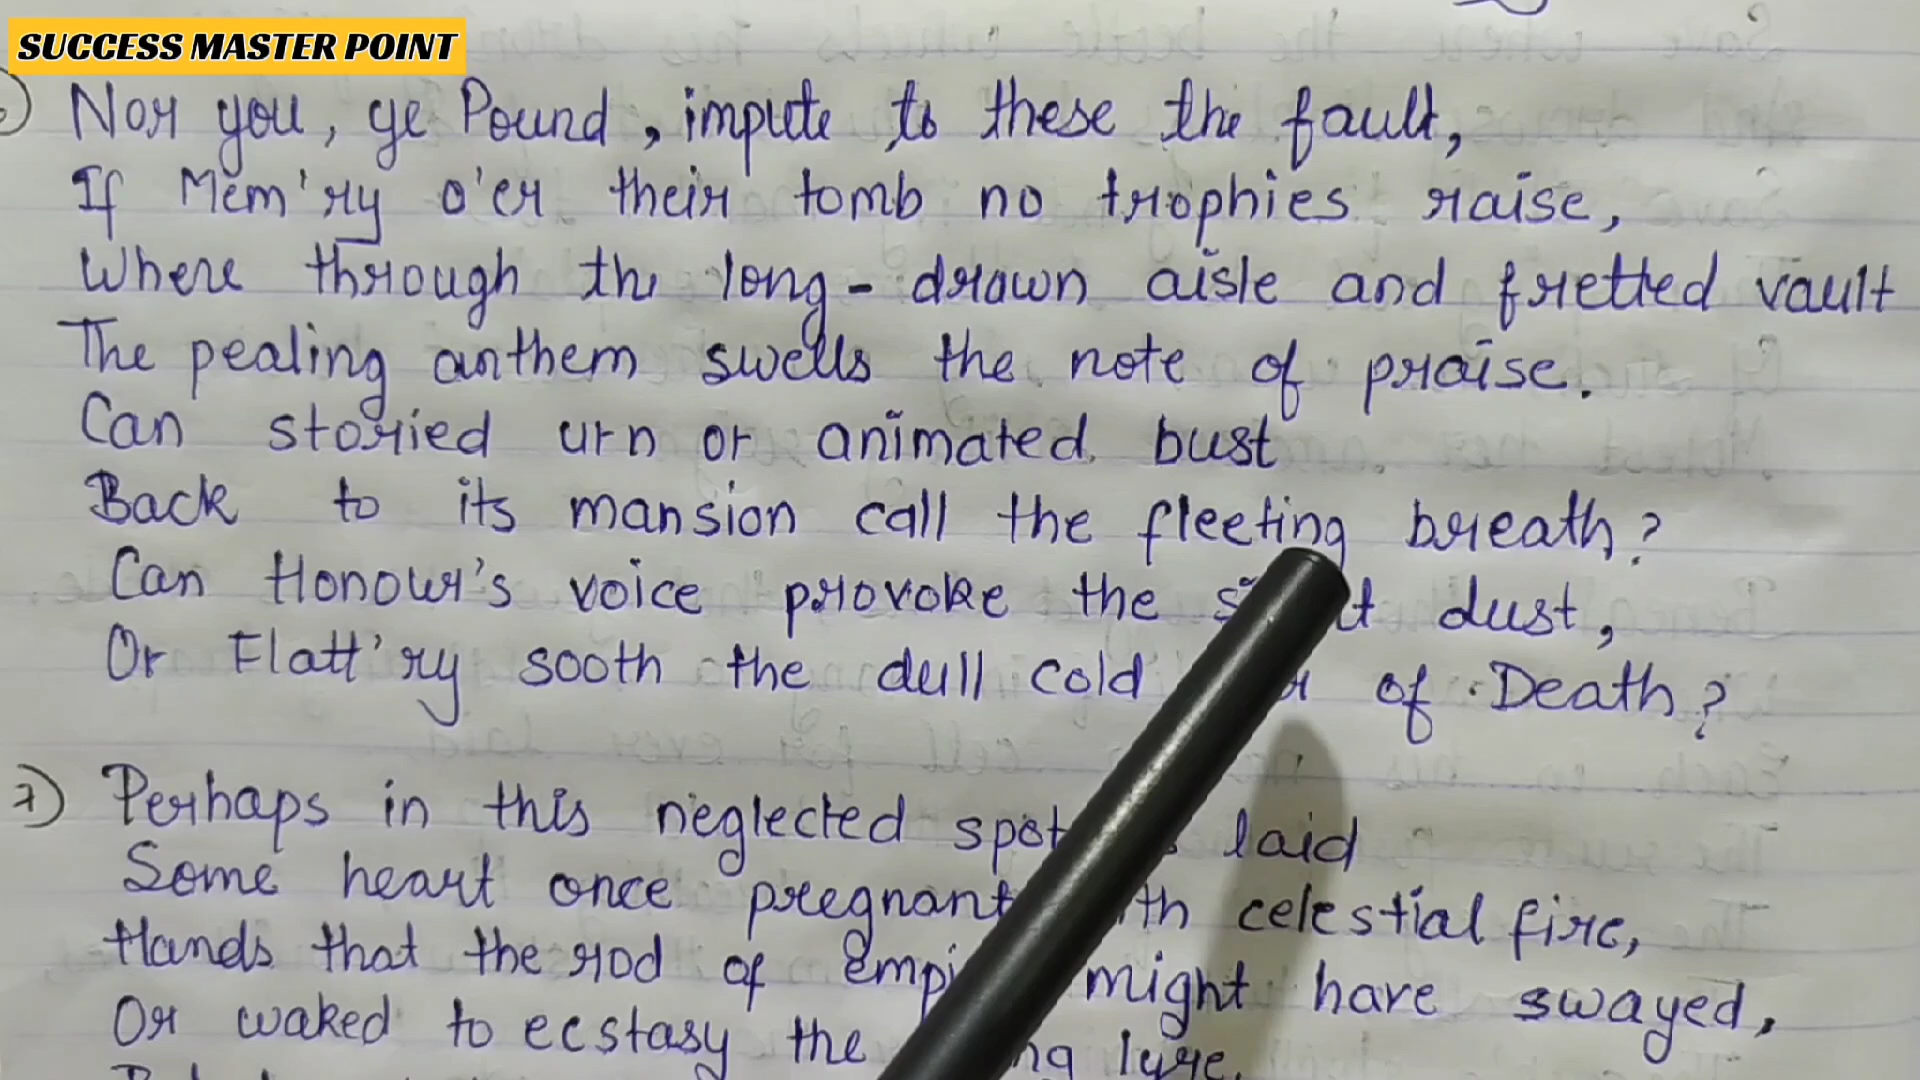 SUCCESS MASTER POINT
Nor you, ye Pound, impute to these the fault,
If Mem'ry o'er their tomb no trophies raise,
Where through the long-drawn aisle and fretted vault
The pealing anthem swells the note of praise.
Can storied urn or animated bust
Back to its mansion call the fleeting breath?
Can Honour's voice provoke the dust,
Or Flatt'ry sooth the dull cold of Death?
7) Perhaps in this neglected spot laid
Some heart once pregnant celestial fire,
Hands that the rod of might have swayed,
Or waked to ecstasy the lyre.